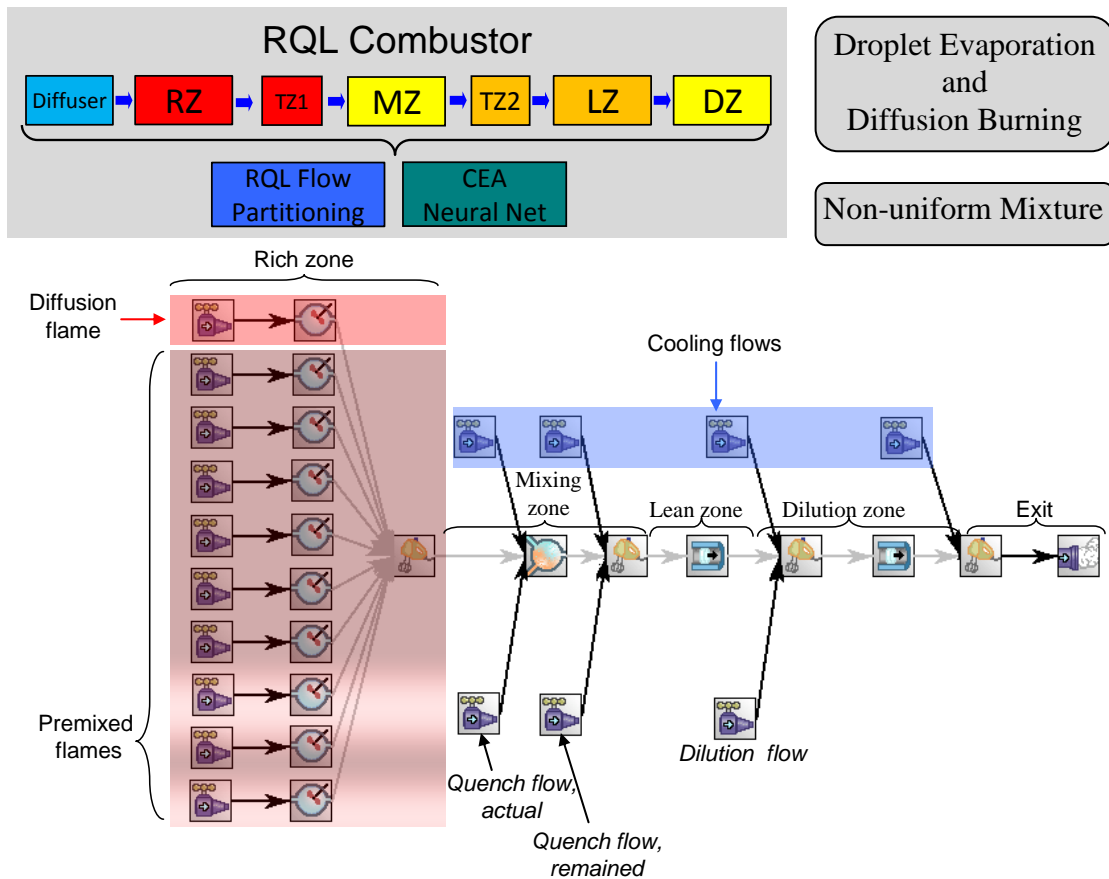 RQL Combustor
Diffuser
RZ
TZ1
MZ
TZ2
LZ
DZ
RQL Flow
Partitioning
CEA
Neural Net
Droplet Evaporation
and
Diffusion Burning
Non-uniform Mixture
Rich zone
Diffusion
flame
Cooling flows
Mixing
zone
Lean zone
Dilution zone
Exit
Premixed
flames
Quench flow,
actual
Quench flow,
remained
Dilution flow